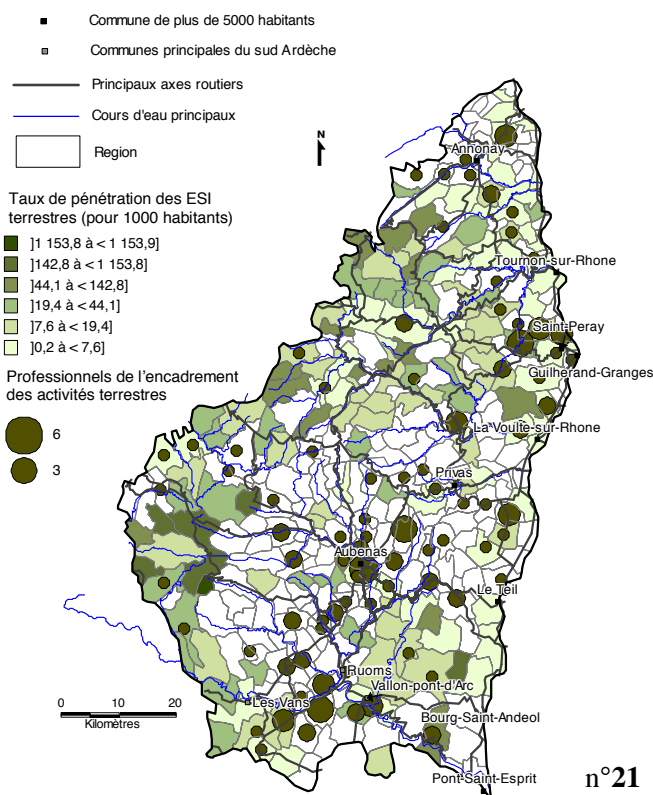 Commune de plus de 5000 habitants
Communes principales du sud Ardèche
Principaux axes routiers
Cours d'eau principaux
Region
N
Taux de pénétration des ESI
terrestres (pour 1000 habitants)
]1 153,8 à < 1 153,9]
]142,8 à < 1 153,8]
]44,1 à < 142,8]
]19,4 à < 44,1]
]7,6 à < 19,4]
]0,2 à < 7,6]
Professionnels de l'encadrement
des activités terrestres
6
3
Annonay
Tournon-sur-Rhone
Saint-Peray
Guilherand-Granges
La Voulte-sur-Rhone
Privas
Aubenas
Le Teil
Ruoms
Vallon-pont-d'Arc
Les Vans
Bourg-Saint-Andeol
Pont-Saint-Esprit
0 10 20
Kilomètres
n°21